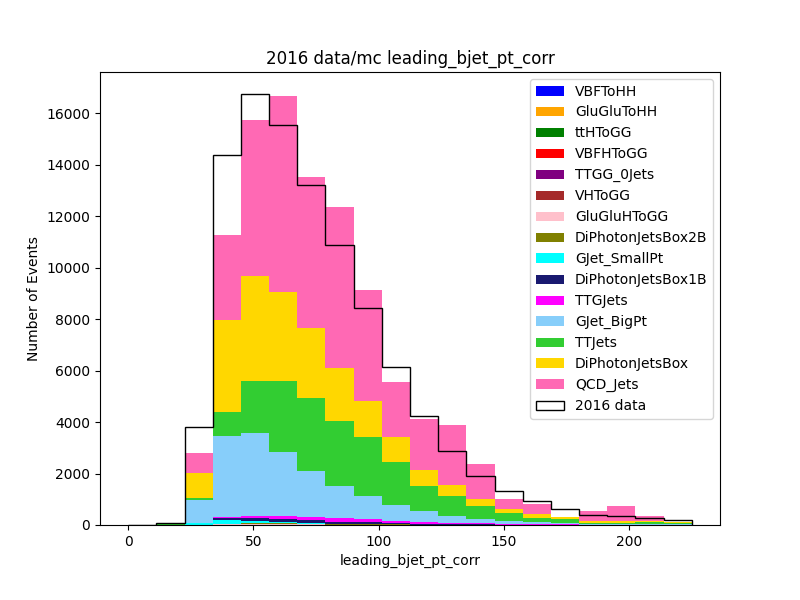 2016 data/mc leading_bjet_pt_corr
Number of Events
16000
14000
12000
10000
8000
6000
4000
2000
0
0
50
100
150
200
leading_bjet_pt_corr
VBFToHH
GluGluToHH
ttHToGG
VBFHToGG
TTGG_0Jets
VHToGG
GluGluHToGG
DiPhotonJetsBox2B
GJet_SmallPt
DiPhotonJetsBox1B
TTGJets
GJet_BigPt
TTJets
DiPhotonJetsBox
QCD_Jets
2016 data